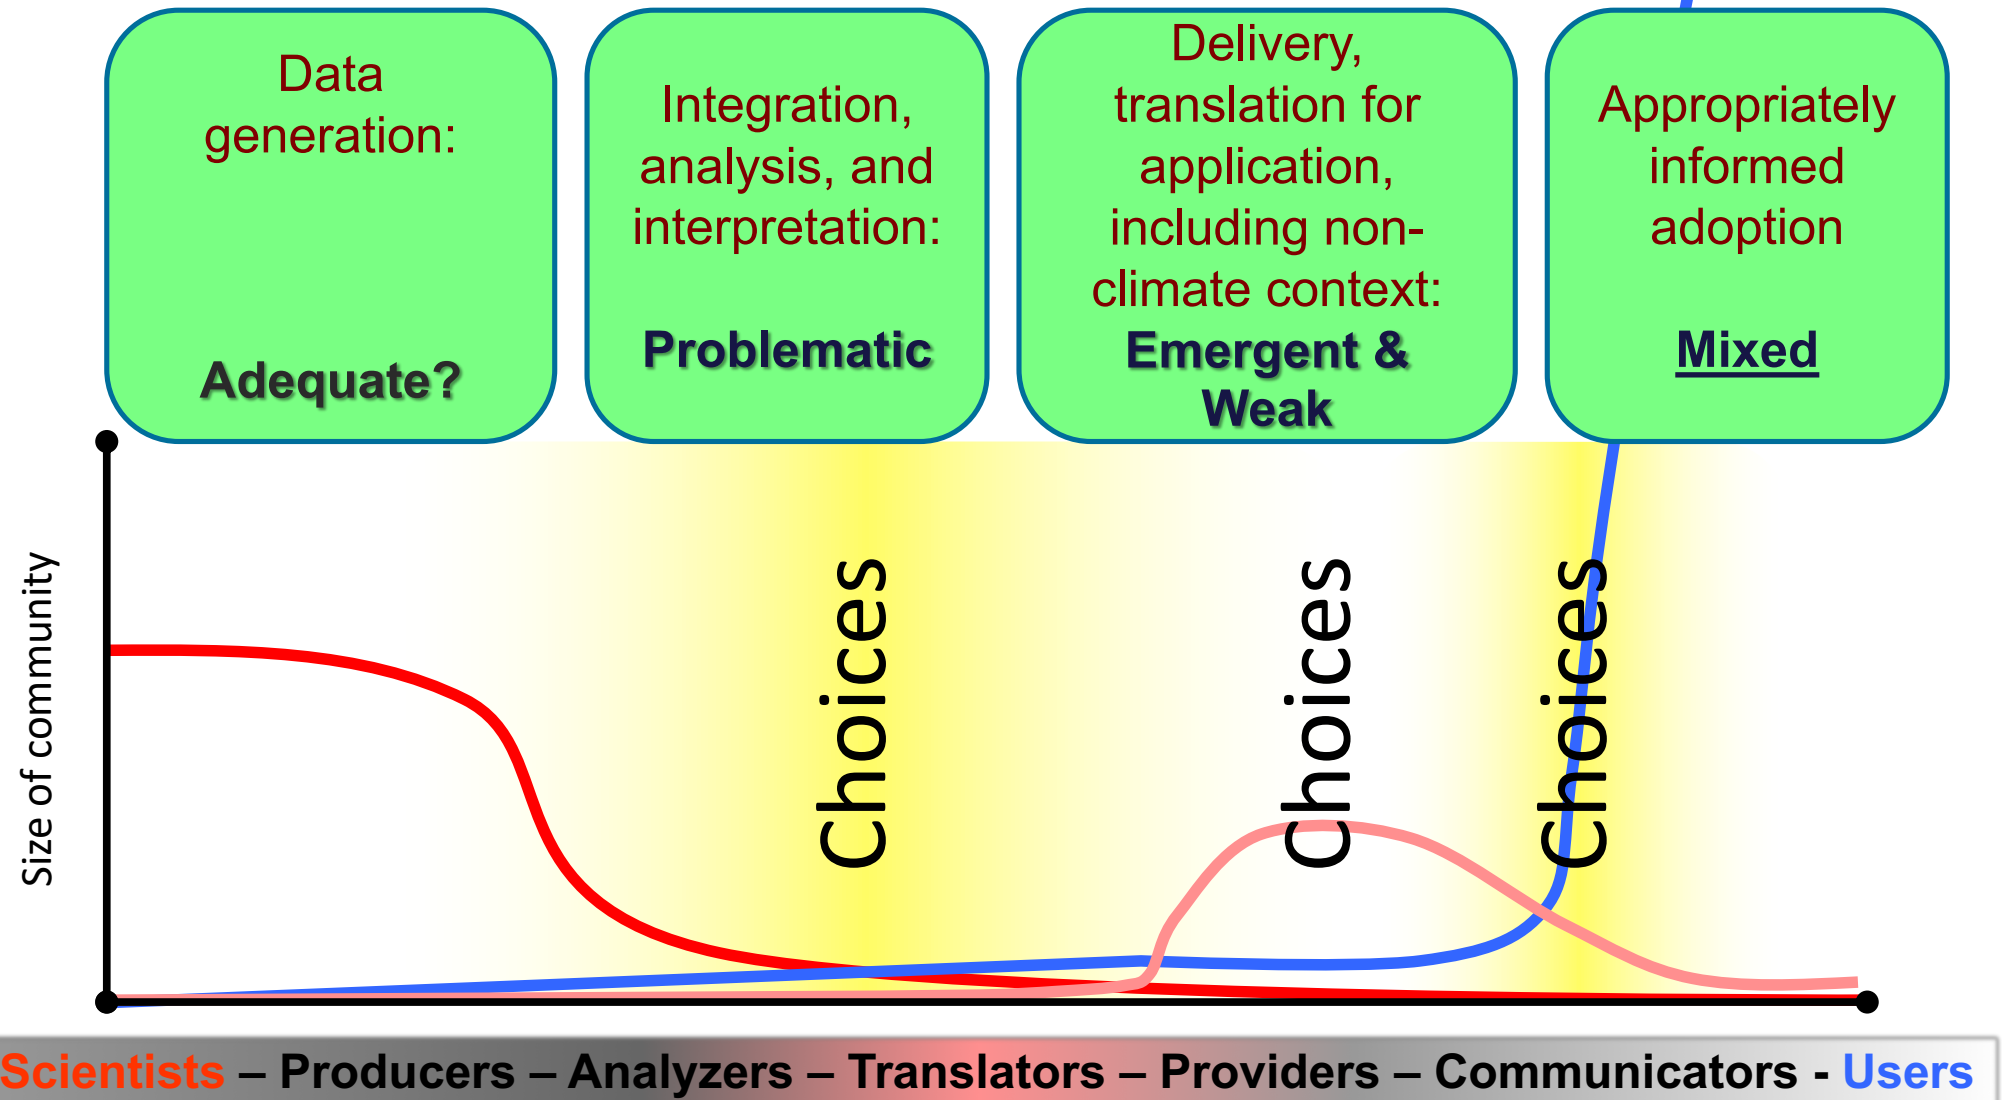 Data
generation:
Adequate?
Integration,
analysis, and
interpretation:
Problematic
Delivery,
translation for
application,
including non-
climate context:
Emergent &
Weak
Appropriately
informed
adoption
Mixed
Size of community
Choices
Choices
Choices
Scientists – Producers – Analyzers – Translators – Providers – Communicators - Users